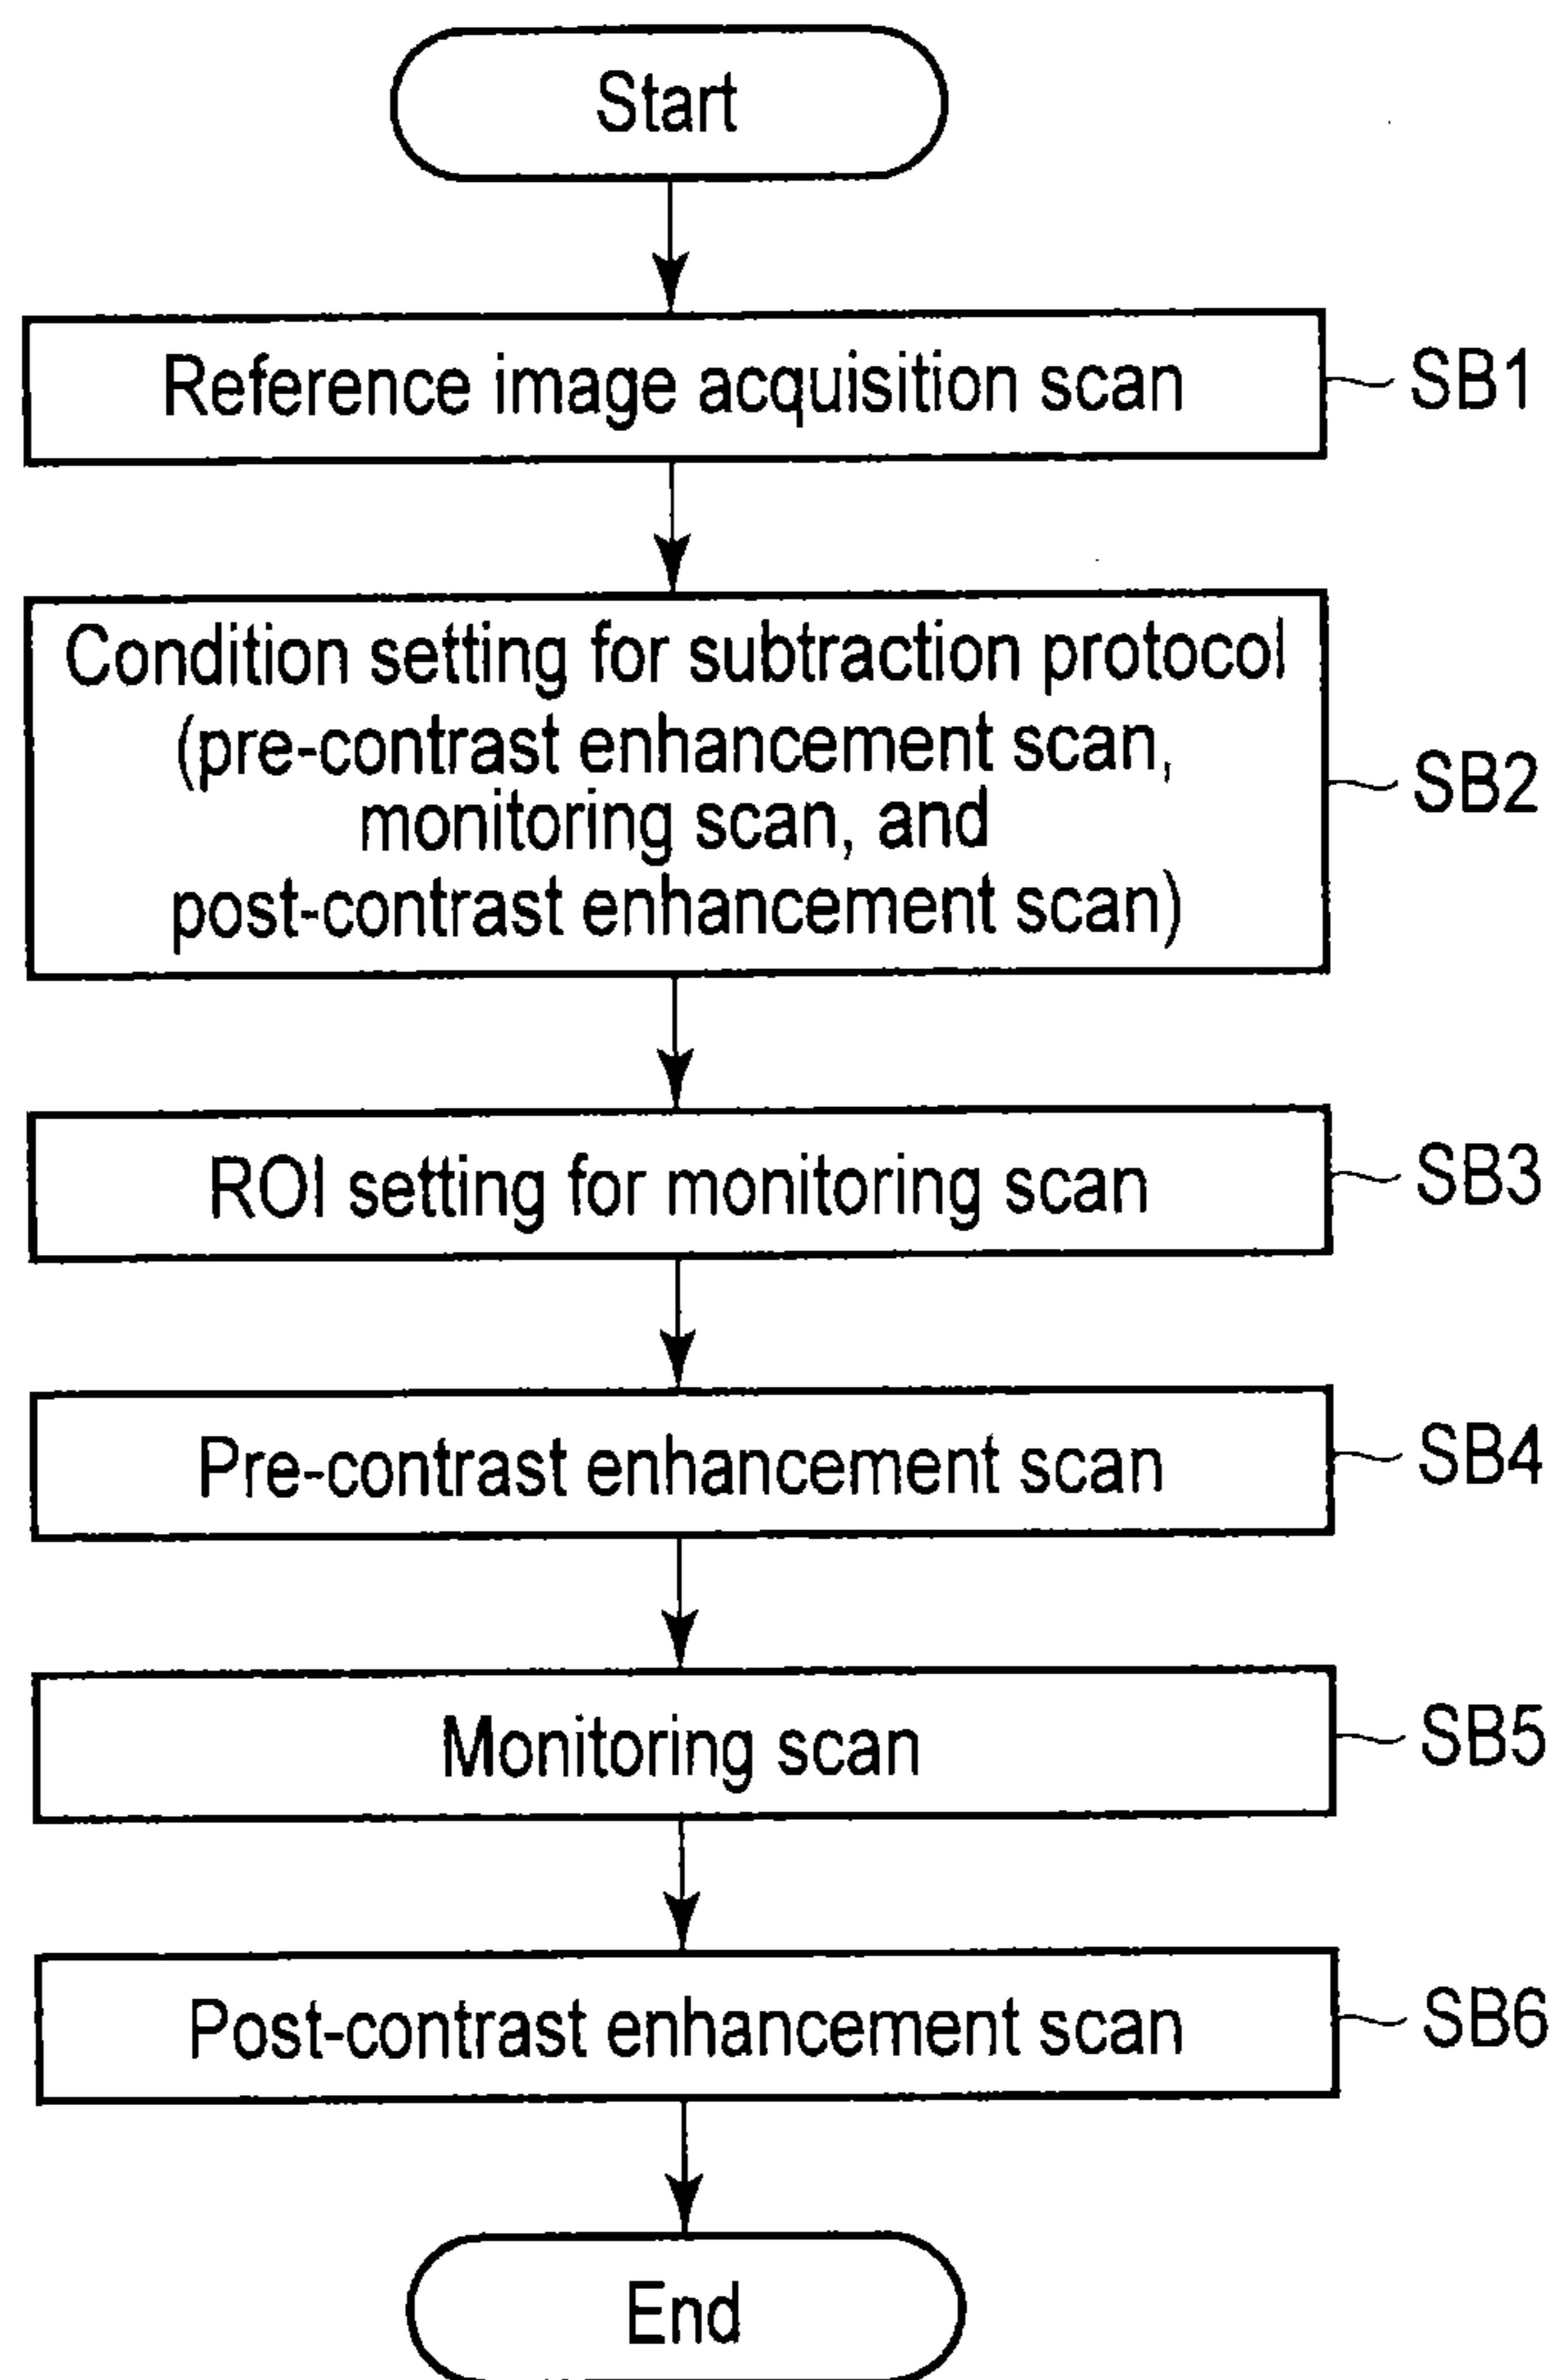 Start
Reference image acquisition scan
SB1
Condition setting for subtraction protocol
(pre-contrast enhancement scan,
monitoring scan, and
post-contrast enhancement scan)
SB2
ROI setting for monitoring scan
SB3
Pre-contrast enhancement scan
SB4
Monitoring scan
SB5
Post-contrast enhancement scan
SB6
End